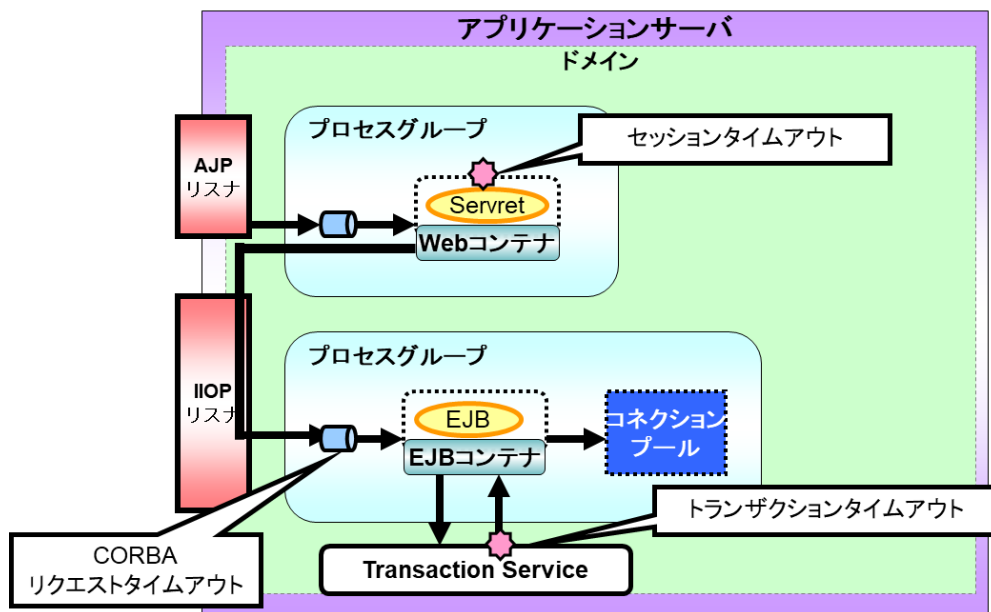 アプリケーションサーバ
ドメイン
プロセスグループ
セッションタイムアウト
AJP
リスナ
Servret
Webコンテナ
プロセスグループ
IIOP
リスナ
EJB
コネクション
プール
EJBコンテナ
トランザクションタイムアウト
CORBA
リクエストタイムアウト
Transaction Service